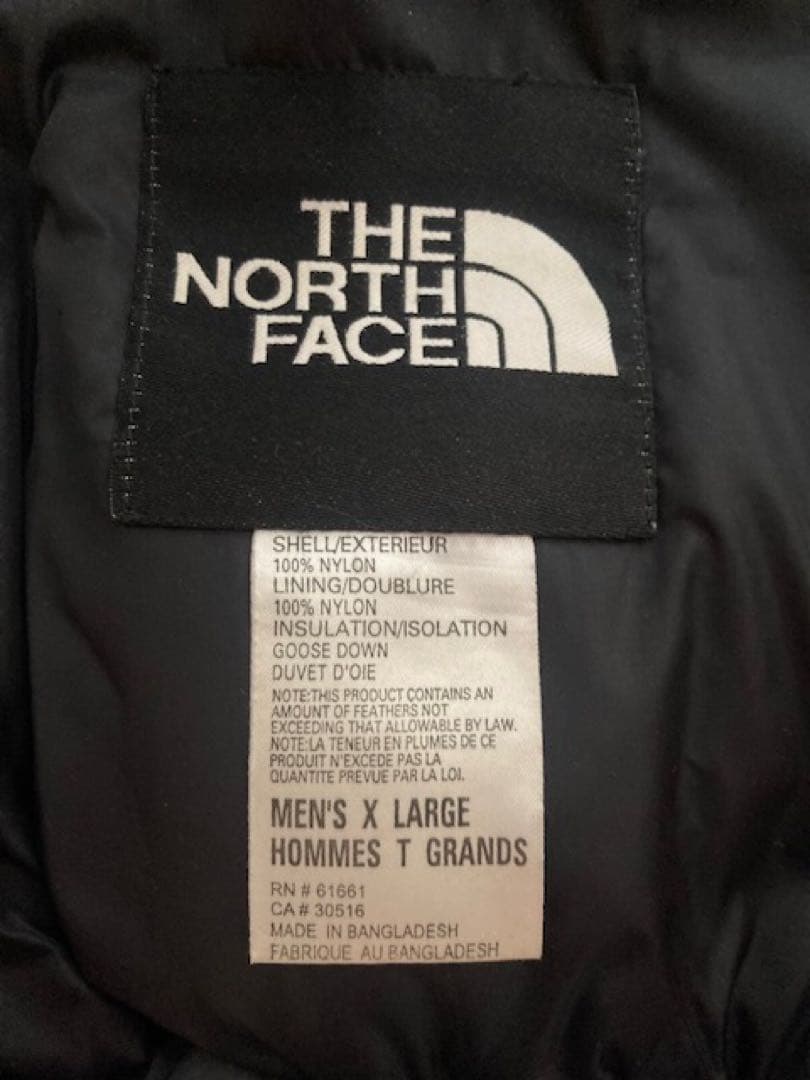 THE
NORTH
FACE
SHELL/EXTERIEUR
100% NYLON
LINING/DOUBLURE
100% NYLON
INSULATION/ISOLATION
GOOSE DOWN
DUVET D'OIE
NOTE:THIS PRODUCT CONTAINS AN
AMOUNT OF FEATHERS NOT
EXCEEDING THAT ALLOWABLE BY LAW.
NOTE:LA TENEUR EN PLUMES DE CE
PRODUIT N'EXCEDE PAS LA
QUANTITE PREVUE PAR LA LOI.
MEN'S X LARGE
HOMMES T GRANDS
RN # 61661
CA # 30516
MADE IN BANGLADESH
FABRIQUE AU BANGLADESH